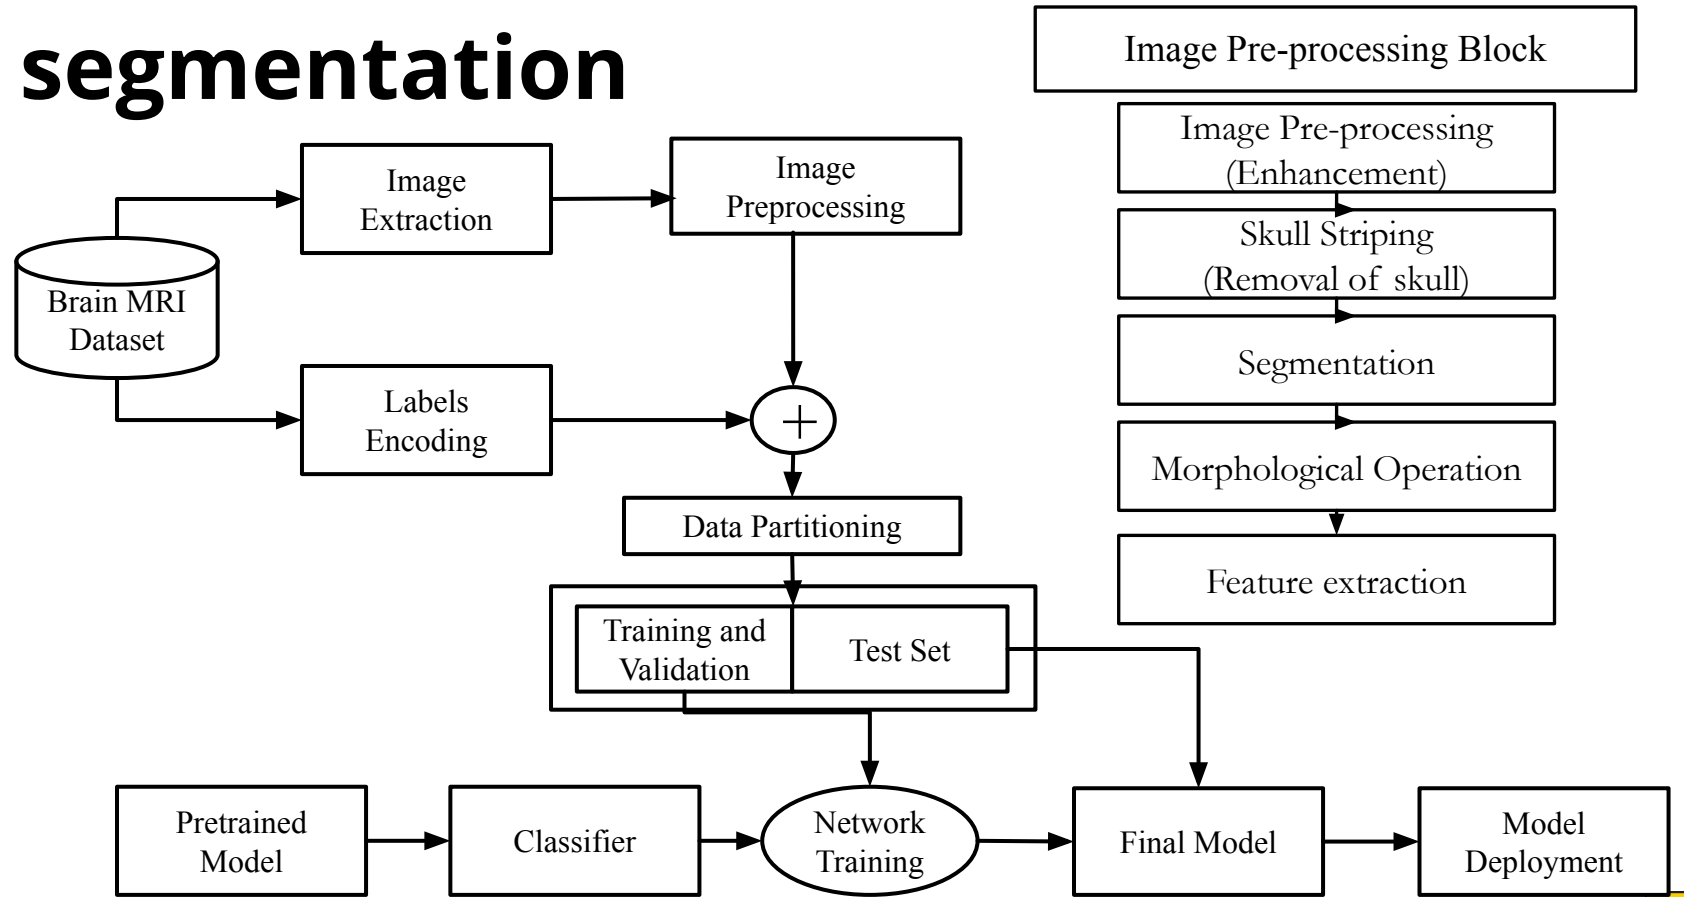 segmentation
Image Pre-processing Block
Image Pre-processing
(Enhancement)
Skull Striping
(Removal of skull)
Segmentation
Morphological Operation
Feature extraction
Image
Extraction
Image
Preprocessing
Brain MRI
Dataset
Labels
Encoding
+
Data Partitioning
Training and
Validation
Test Set
Pretrained
Model
Classifier
Network
Training
Final Model
Model
Deployment